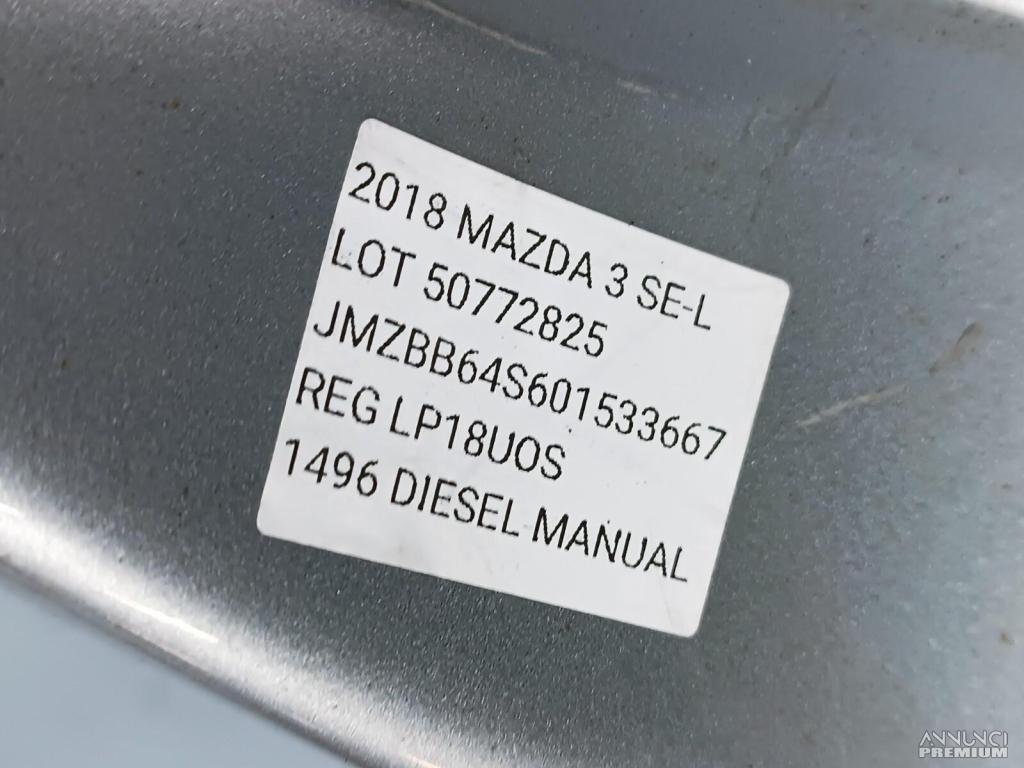 2018 MAZDA 3 SE-L
LOT 50772825
JMZBB64S601533667
REG LP18UOS
1496 DIESEL MANUAL
ANNUNCI
PREMIUM